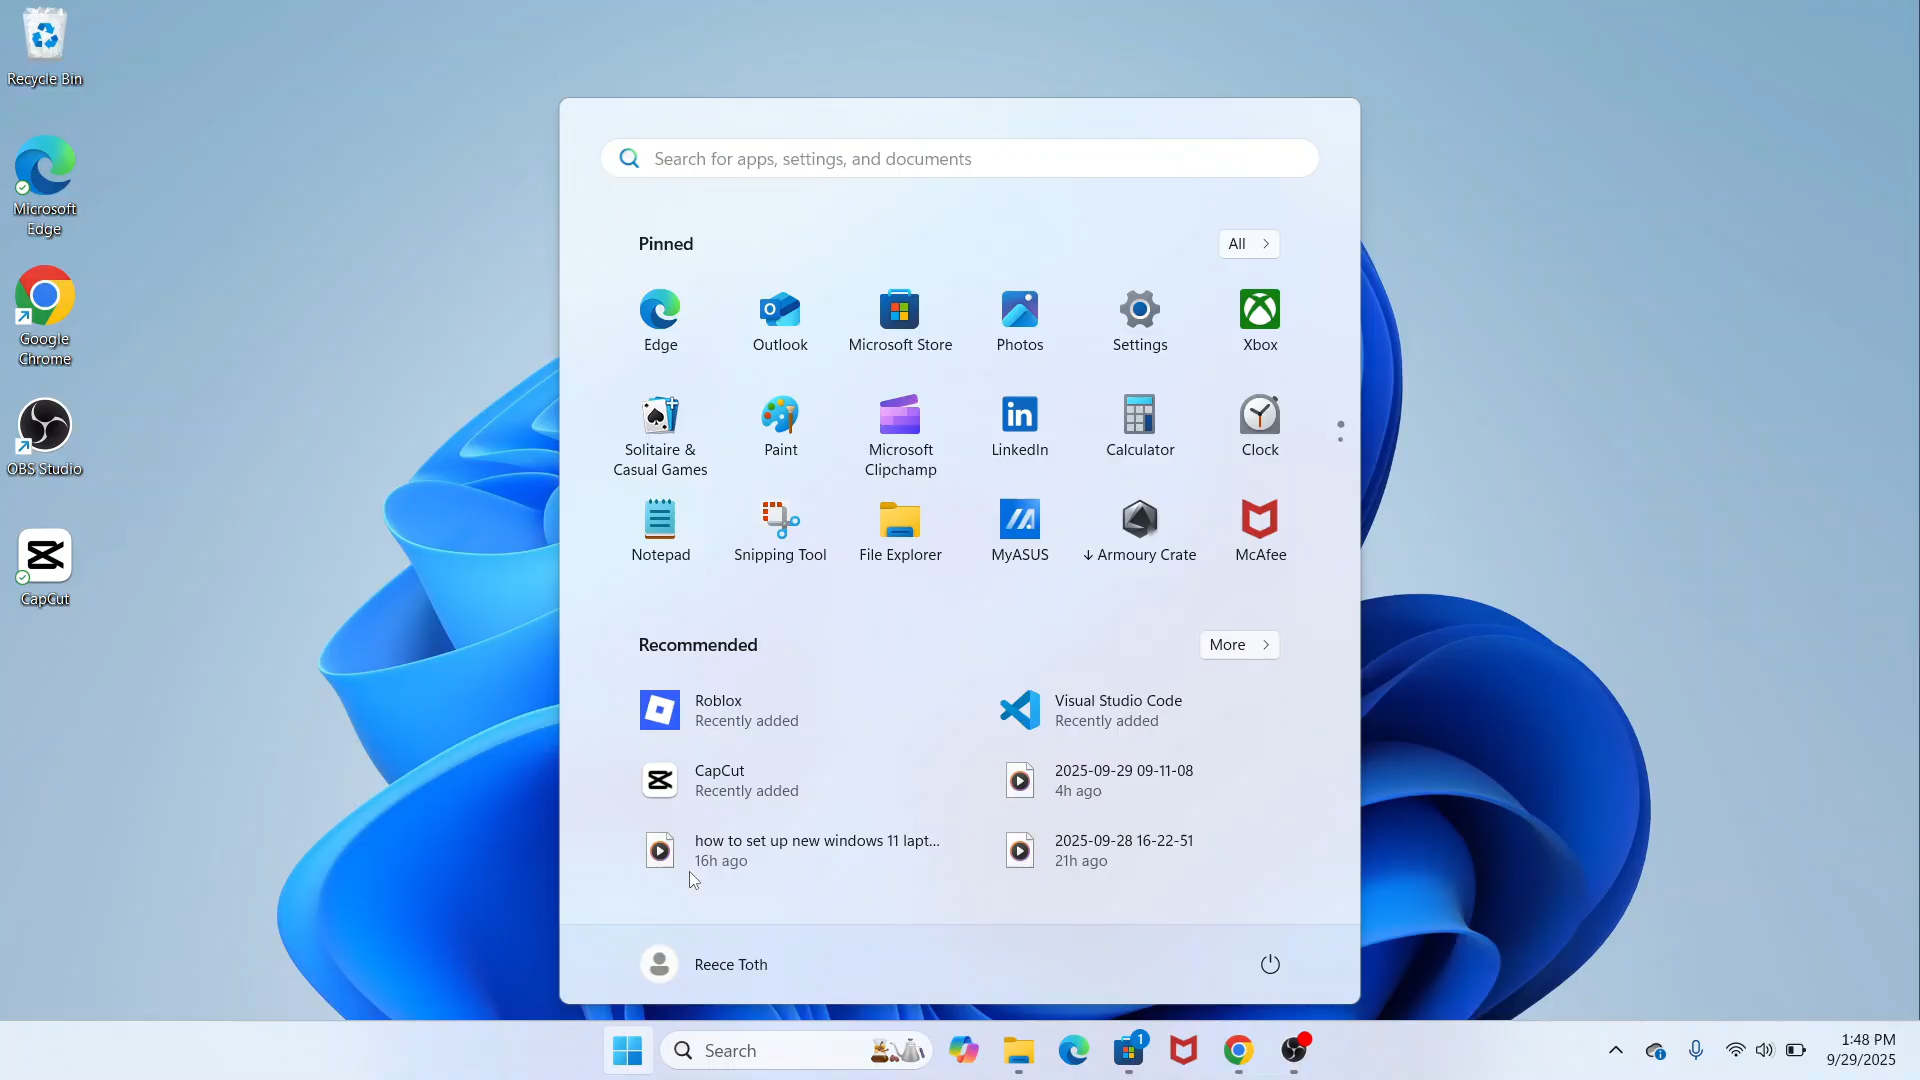 Recycle Bin
Microsoft
Edge
Google
Chrome
OBS Studio
CapCut
Search for apps, settings, and documents
Pinned
All
Edge
Outlook
Microsoft Store
Photos
Settings
Xbox
Solitaire &
Casual Games
Paint
Microsoft
Clipchamp
LinkedIn
Calculator
Clock
Notepad
Snipping Tool
File Explorer
MyASUS
↓ Armoury Crate
McAfee
Recommended
More
Roblox
Recently added
Visual Studio Code
Recently added
CapCut
Recently added
2025-09-29 09-11-08
4h ago
how to set up new windows 11 lapt...
16h ago
2025-09-28 16-22-51
21h ago
Reece Toth
Search
1
1:48 PM
9/29/2025